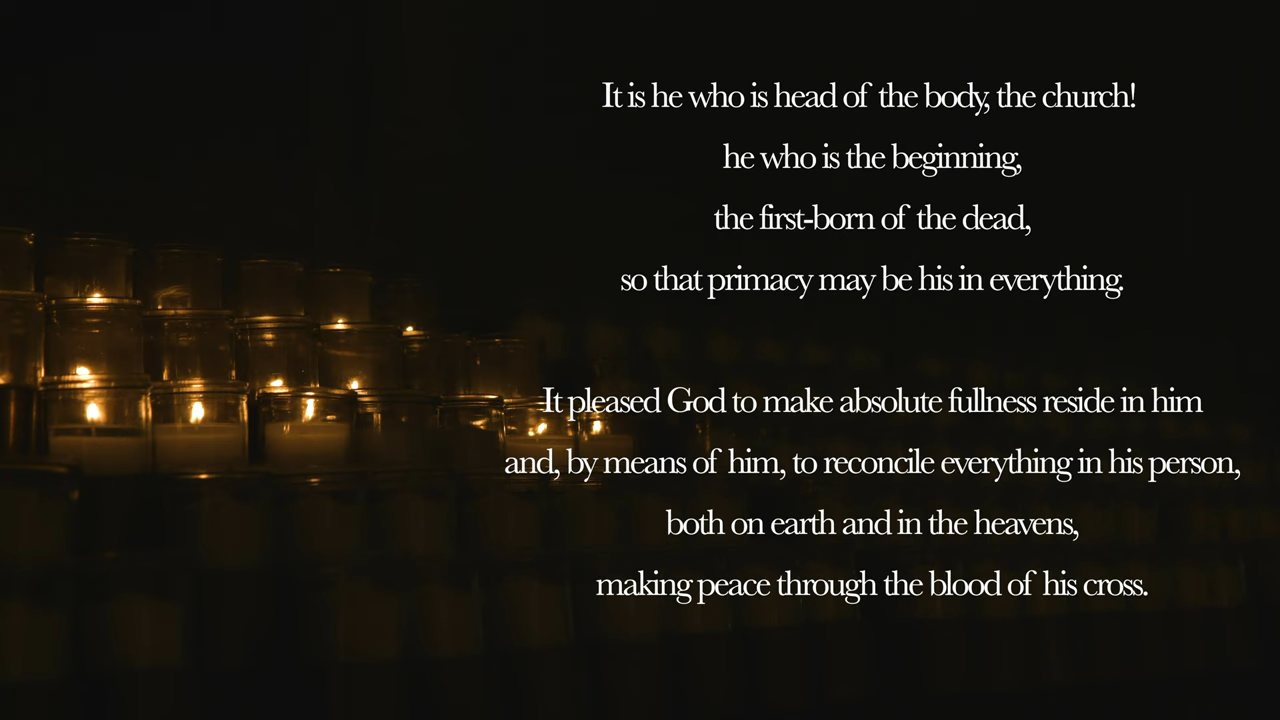 It is he who is head of the body, the church!
he who is the beginning,
the first-born of the dead,
so that primacy may be his in everything.
It pleased God to make absolute fullness reside in him
and, by means of him, to reconcile everything in his person,
both on earth and in the heavens,
making peace through the blood of his cross.